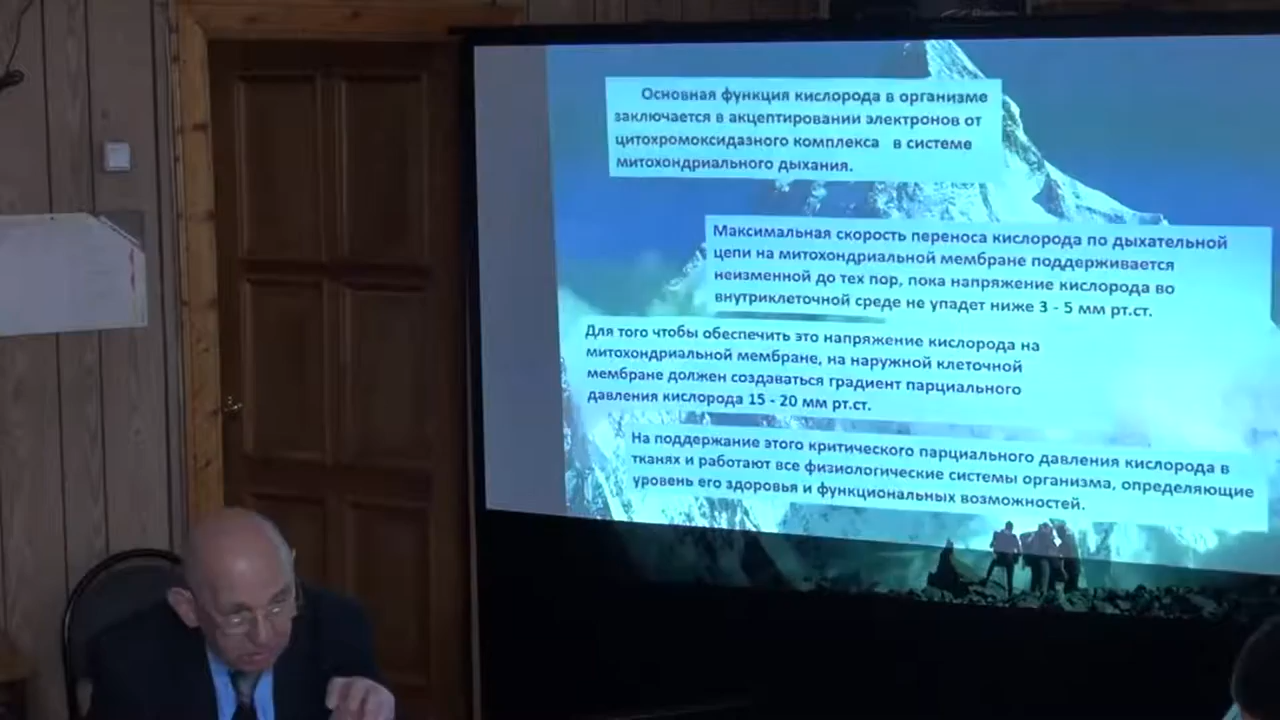 Основная функция кислорода в организме
заключается в акцептировании электронов от
цитохромоксидазного комплекса в системе
митохондриального дыхания.
Максимальная скорость переноса кислорода по дыхательной
цепи на митохондриальной мембране поддерживается
неизменной до тех пор, пока напряжение кислорода во
внутриклеточной среде не упадет ниже 3 - 5 мм рт.ст.
Для того чтобы обеспечить это напряжение кислорода на
митохондриальной мембране, на наружной клеточной
мембране должен создаваться градиент парциального
давления кислорода 15 - 20 мм рт.ст.
На поддержание этого критического парциального давления кислорода в
тканях и работают все физиологические системы организма, определяющие
уровень его здоровья и функциональных возможностей.